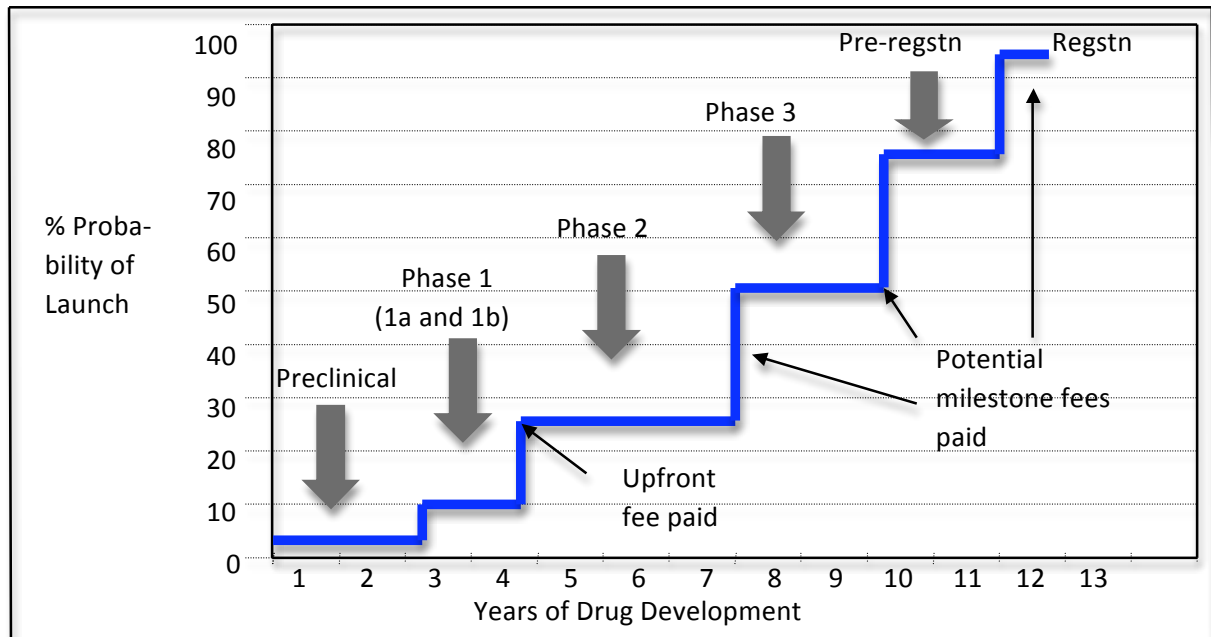 100
90
80
70
60
50
40
30
20
10
0
% Proba-
bility of
Launch
Preclinical
Phase 1
(1a and 1b)
Phase 2
Phase 3
Pre-regstn
Regstn
Upfront
fee paid
Potential
milestone fees
paid
1 2 3 4 5 6 7 8 9 10 11 12 13
Years of Drug Development